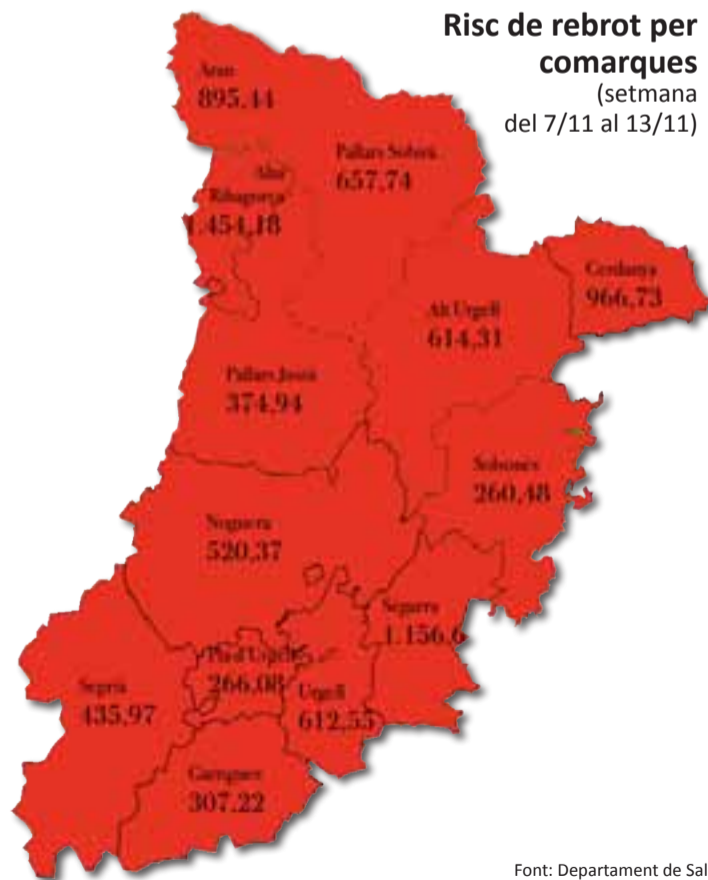 Risc de rebrot per
comarques
(setmana
del 7/11 al 13/11)
Aran
895,44
Pallars Sobirà
657,74
Alta
Ribagorça
1.454,18
Cerdanya
966,73
Alt Urgell
614,31
Pallars Jussà
374,94
Solsonès
260,48
Noguera
520,37
Segarra
1.156,6
Pla d'Urgell
266,08
Segrià
435,97
Urgell
612,55
Garrigues
307,22
Font: Departament de Sal